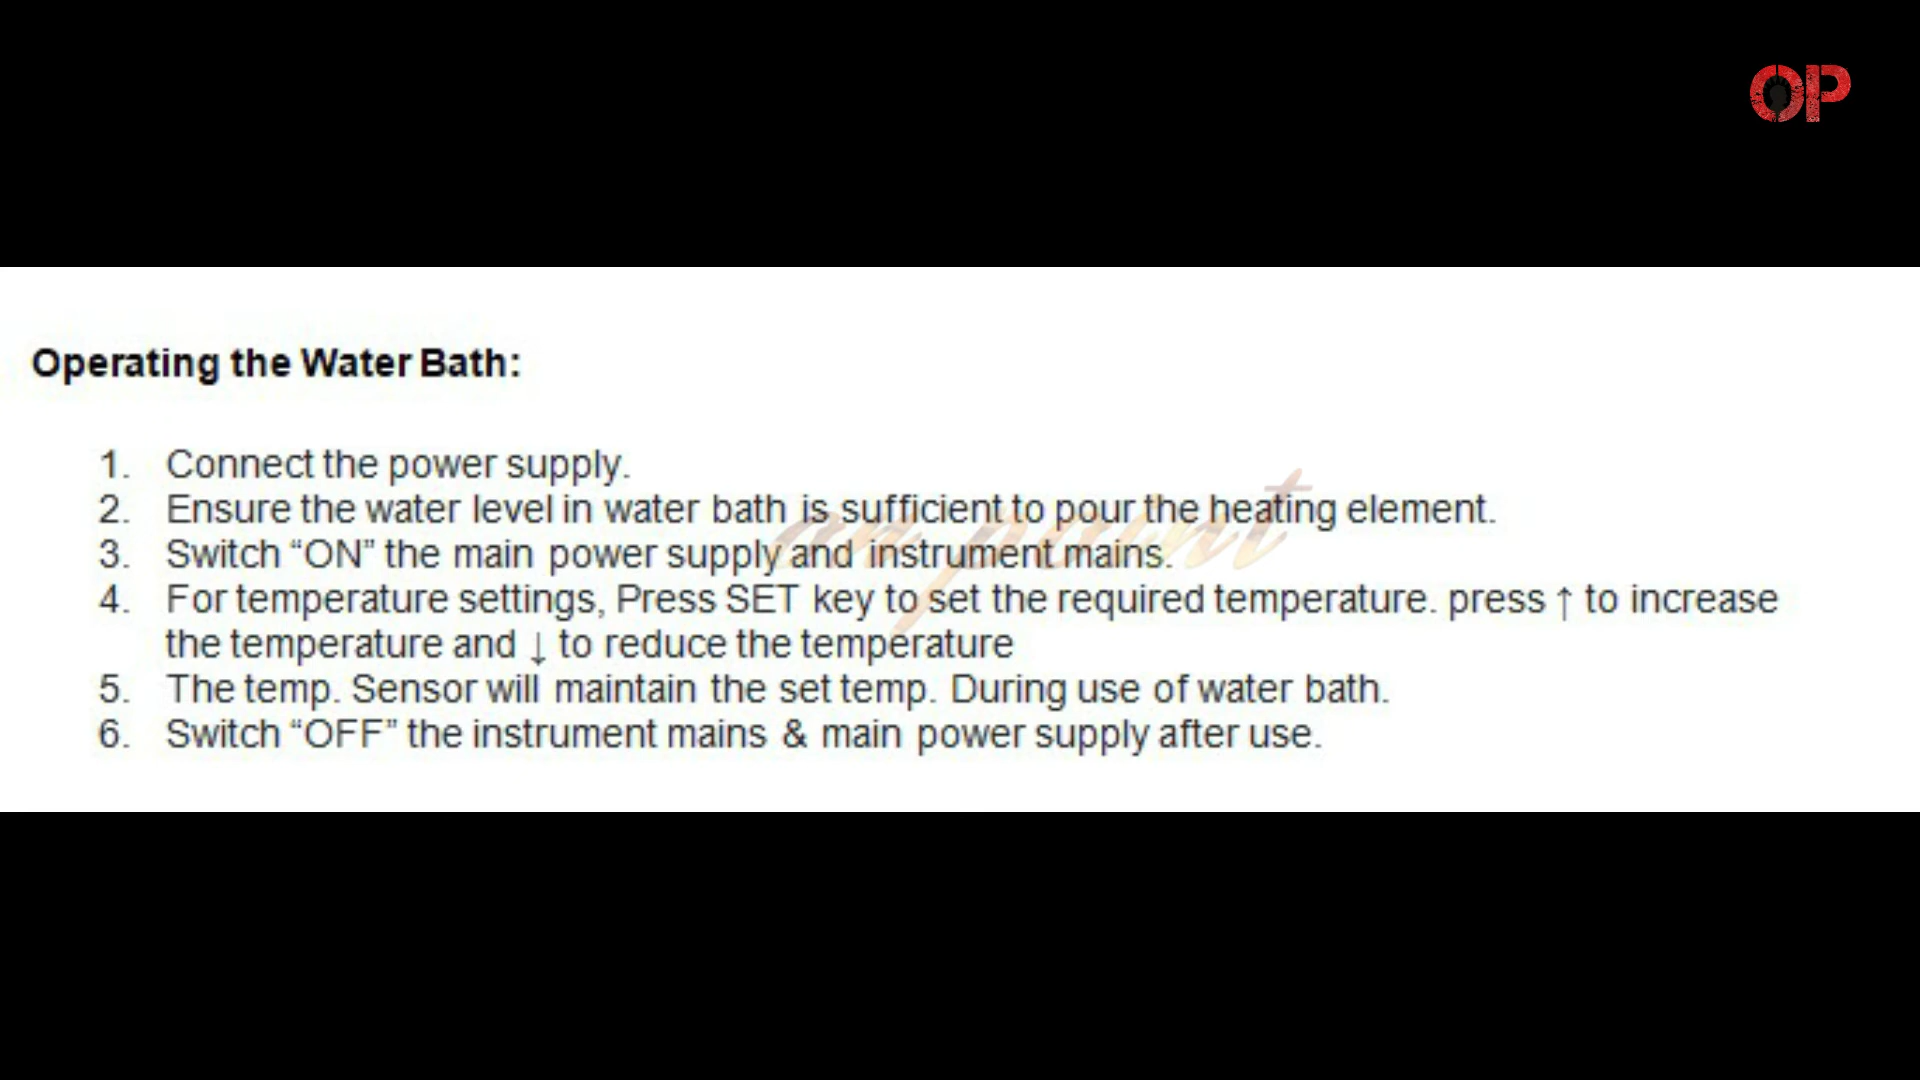 OP
Operating the Water Bath:
1. Connect the power supply.
2. Ensure the water level in water bath is sufficient to pour the heating element.
3. Switch “ON” the main power supply and instrument mains.
4. For temperature settings, Press SET key to set the required temperature. press ↑ to increase
the temperature and ↓ to reduce the temperature
5. The temp. Sensor will maintain the set temp. During use of water bath.
6. Switch “OFF” the instrument mains & main power supply after use.
on point